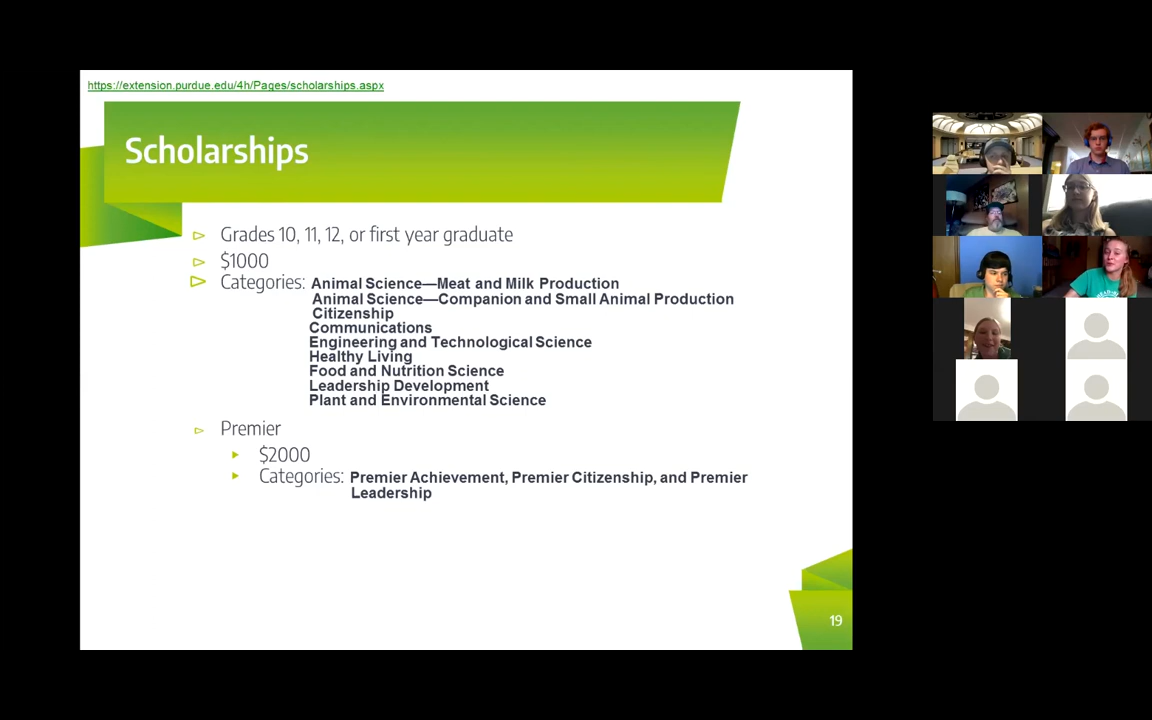 https://extension.purdue.edu/4h/Pages/scholarships.aspx
Scholarships
Grades 10, 11, 12, or first year graduate
$1000
Categories: Animal Science—Meat and Milk Production
Animal Science—Companion and Small Animal Production
Citizenship
Communications
Engineering and Technological Science
Healthy Living
Food and Nutrition Science
Leadership Development
Plant and Environmental Science
Premier
$2000
Categories: Premier Achievement, Premier Citizenship, and Premier
Leadership
19